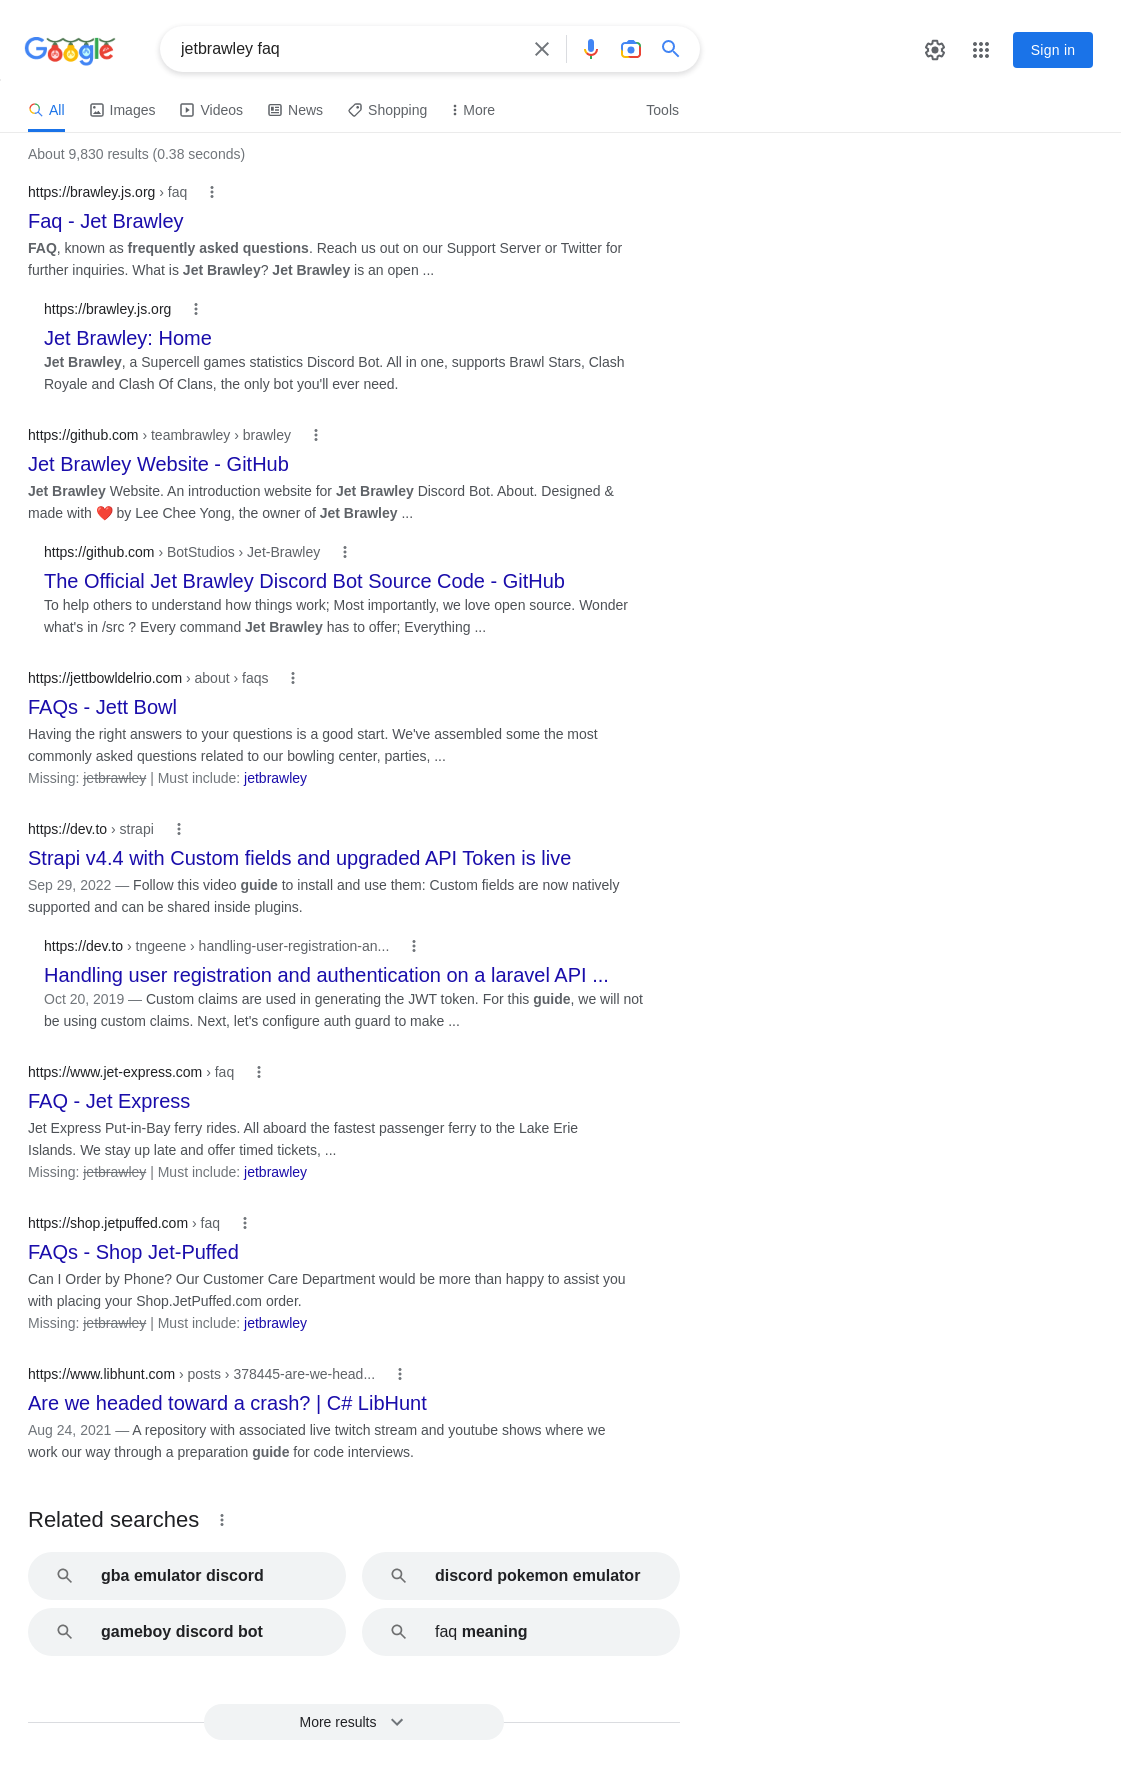 Google
jetbrawley faq
Sign in
All Images Videos News Shopping More Tools
About 9,830 results (0.38 seconds)
https://brawley.js.org › faq
Faq - Jet Brawley
FAQ, known as frequently asked questions. Reach us out on our Support Server or Twitter for
further inquiries. What is Jet Brawley? Jet Brawley is an open ...
https://brawley.js.org
Jet Brawley: Home
Jet Brawley, a Supercell games statistics Discord Bot. All in one, supports Brawl Stars, Clash
Royale and Clash Of Clans, the only bot you'll ever need.
https://github.com › teambrawley › brawley
Jet Brawley Website - GitHub
Jet Brawley Website. An introduction website for Jet Brawley Discord Bot. About. Designed &
made with ❤️ by Lee Chee Yong, the owner of Jet Brawley ...
https://github.com › BotStudios › Jet-Brawley
The Official Jet Brawley Discord Bot Source Code - GitHub
To help others to understand how things work; Most importantly, we love open source. Wonder
what's in /src ? Every command Jet Brawley has to offer; Everything ...
https://jettbowldelrio.com › about › faqs
FAQs - Jett Bowl
Having the right answers to your questions is a good start. We've assembled some the most
commonly asked questions related to our bowling center, parties, ...
Missing: jetbrawley | Must include: jetbrawley
https://dev.to › strapi
Strapi v4.4 with Custom fields and upgraded API Token is live
Sep 29, 2022 — Follow this video guide to install and use them: Custom fields are now natively
supported and can be shared inside plugins.
https://dev.to › tngeene › handling-user-registration-an...
Handling user registration and authentication on a laravel API ...
Oct 20, 2019 — Custom claims are used in generating the JWT token. For this guide, we will not
be using custom claims. Next, let's configure auth guard to make ...
https://www.jet-express.com › faq
FAQ - Jet Express
Jet Express Put-in-Bay ferry rides. All aboard the fastest passenger ferry to the Lake Erie
Islands. We stay up late and offer timed tickets, ...
Missing: jetbrawley | Must include: jetbrawley
https://shop.jetpuffed.com › faq
FAQs - Shop Jet-Puffed
Can I Order by Phone? Our Customer Care Department would be more than happy to assist you
with placing your Shop.JetPuffed.com order.
Missing: jetbrawley | Must include: jetbrawley
https://www.libhunt.com › posts › 378445-are-we-head...
Are we headed toward a crash? | C# LibHunt
Aug 24, 2021 — A repository with associated live twitch stream and youtube shows where we
work our way through a preparation guide for code interviews.
Related searches
gba emulator discord
discord pokemon emulator
gameboy discord bot
faq meaning
More results